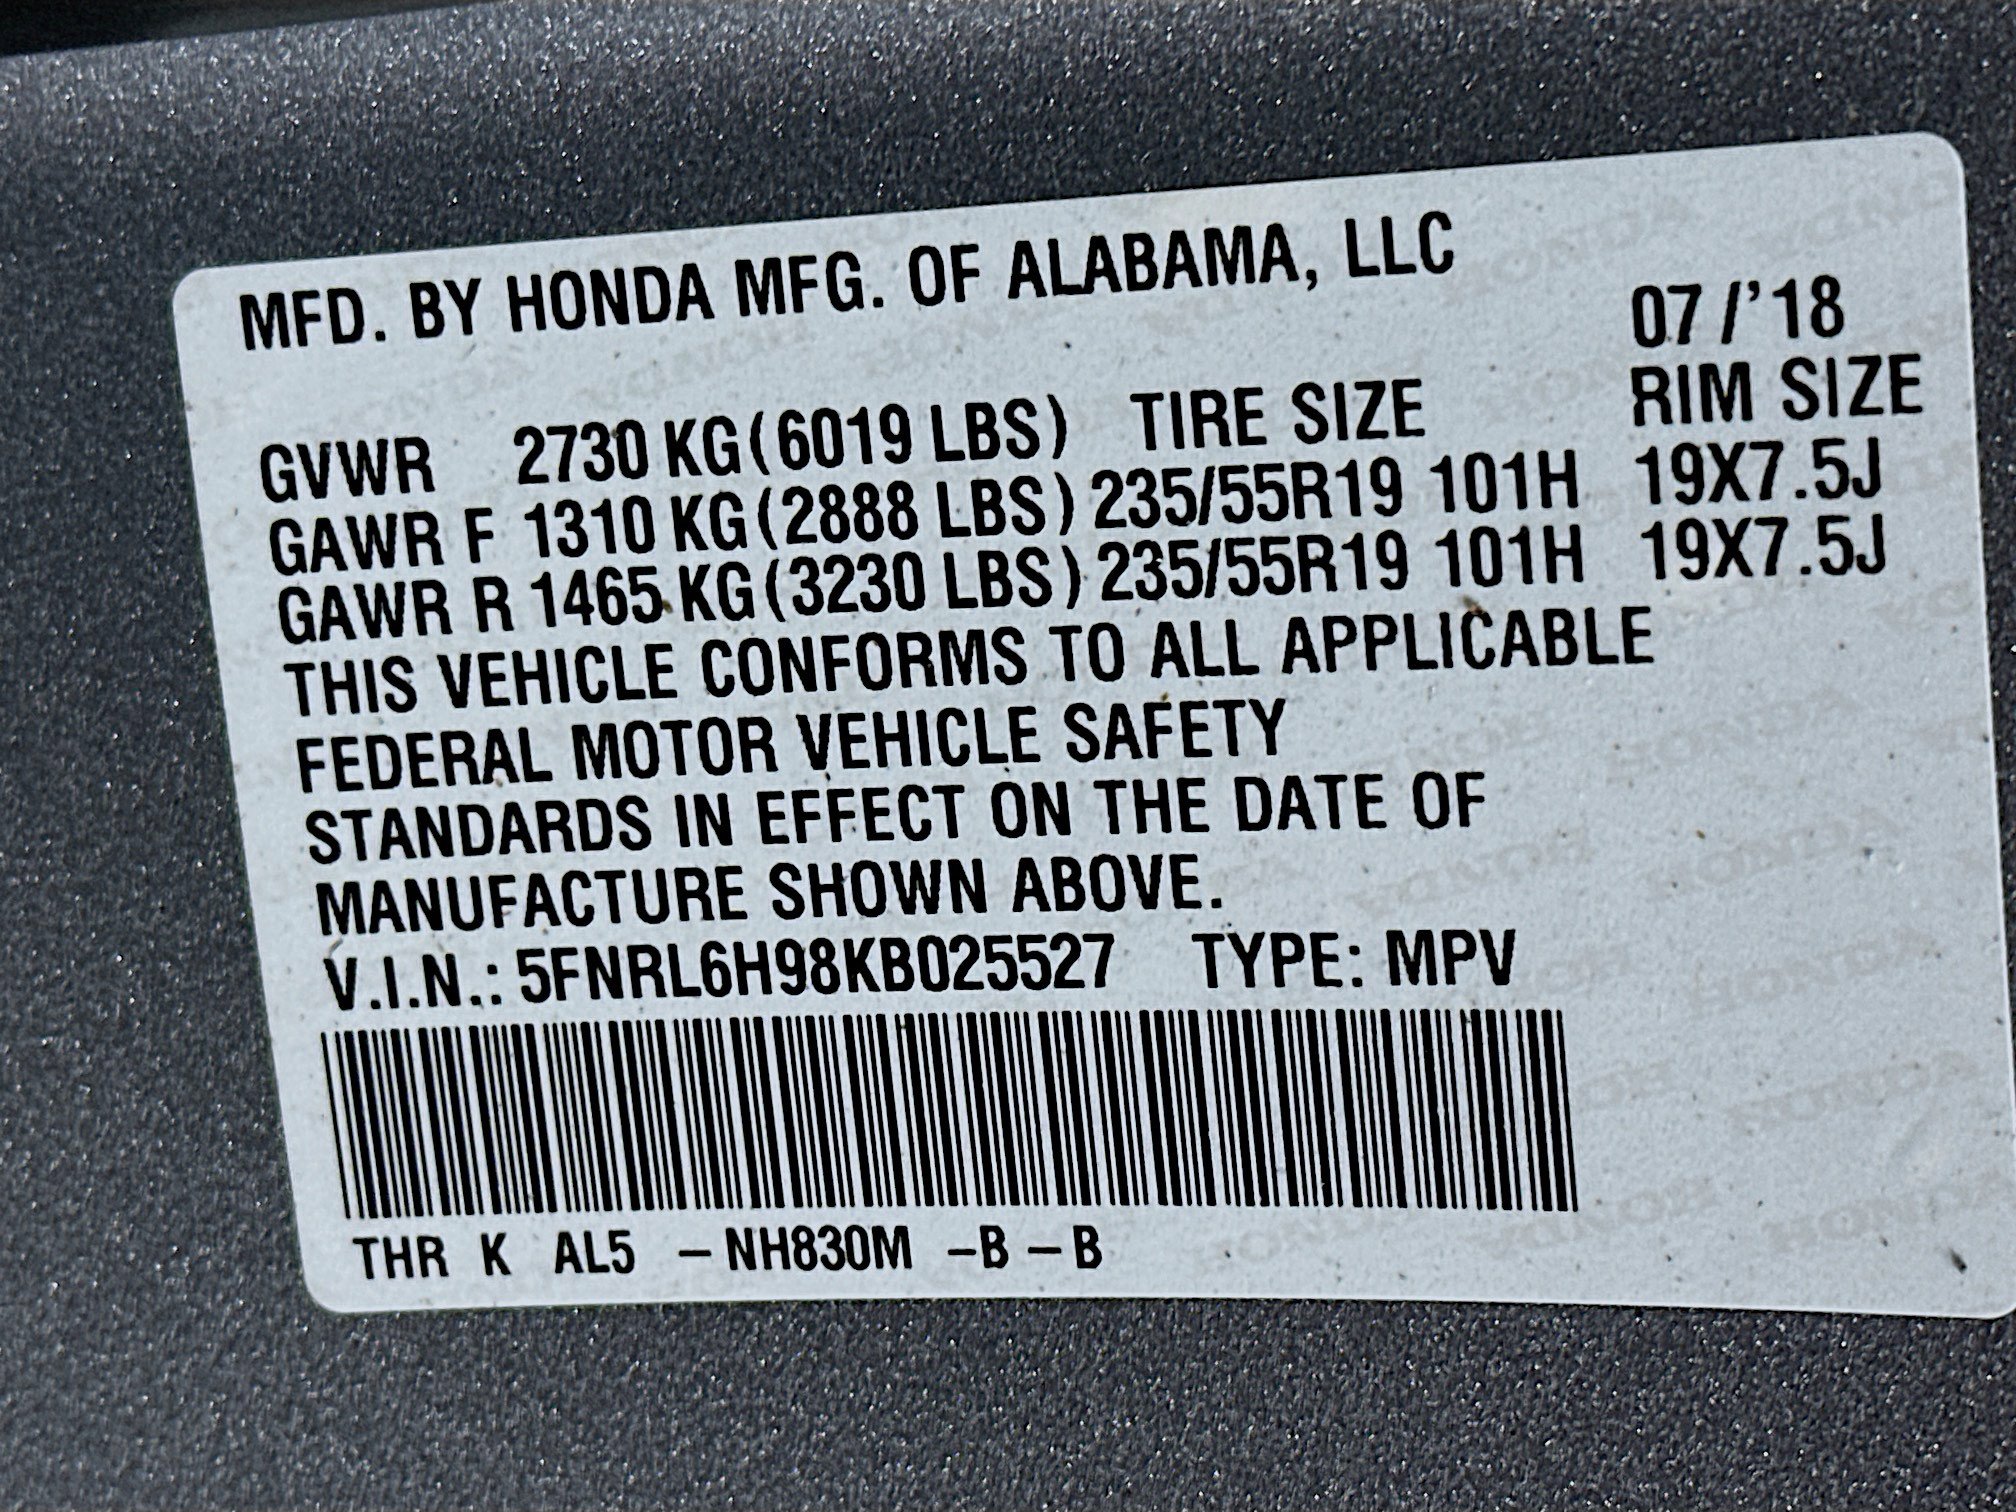 MFD. BY HONDA MFG. OF ALABAMA, LLC
07/'18
GVWR 2730 KG(6019 LBS) TIRE SIZE RIM SIZE
GAWR F 1310 KG(2888 LBS) 235/55R19 101H 19X7.5J
GAWR R 1465 KG(3230 LBS) 235/55R19 101H 19X7.5J
THIS VEHICLE CONFORMS TO ALL APPLICABLE
FEDERAL MOTOR VEHICLE SAFETY
STANDARDS IN EFFECT ON THE DATE OF
MANUFACTURE SHOWN ABOVE.
V.I.N.: 5FNRL6H98KB025527 TYPE: MPV
THR K AL5 -NH830M -B -B